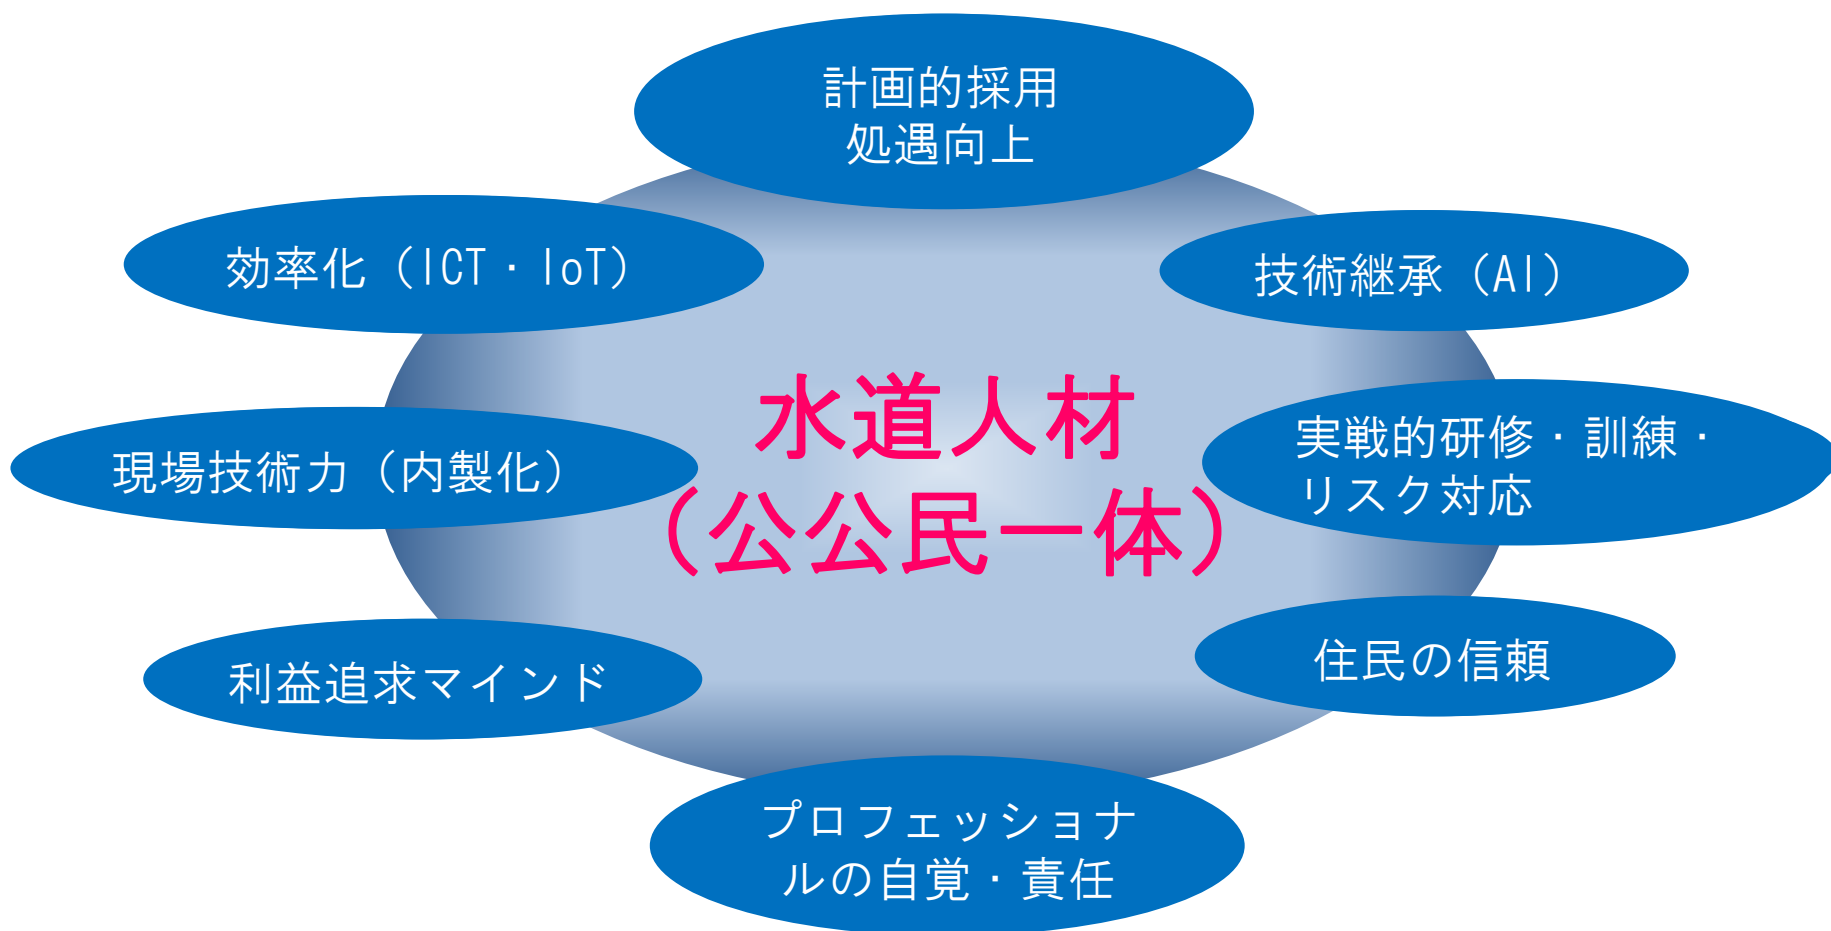 計画的採用
処遇向上
効率化（ICT・IoT）
技術継承（AI）
水道人材
（公公民一体）
現場技術力（内製化）
実戦的研修・訓練・
リスク対応
利益追求マインド
住民の信頼
プロフェッショナ
ルの自覚・責任